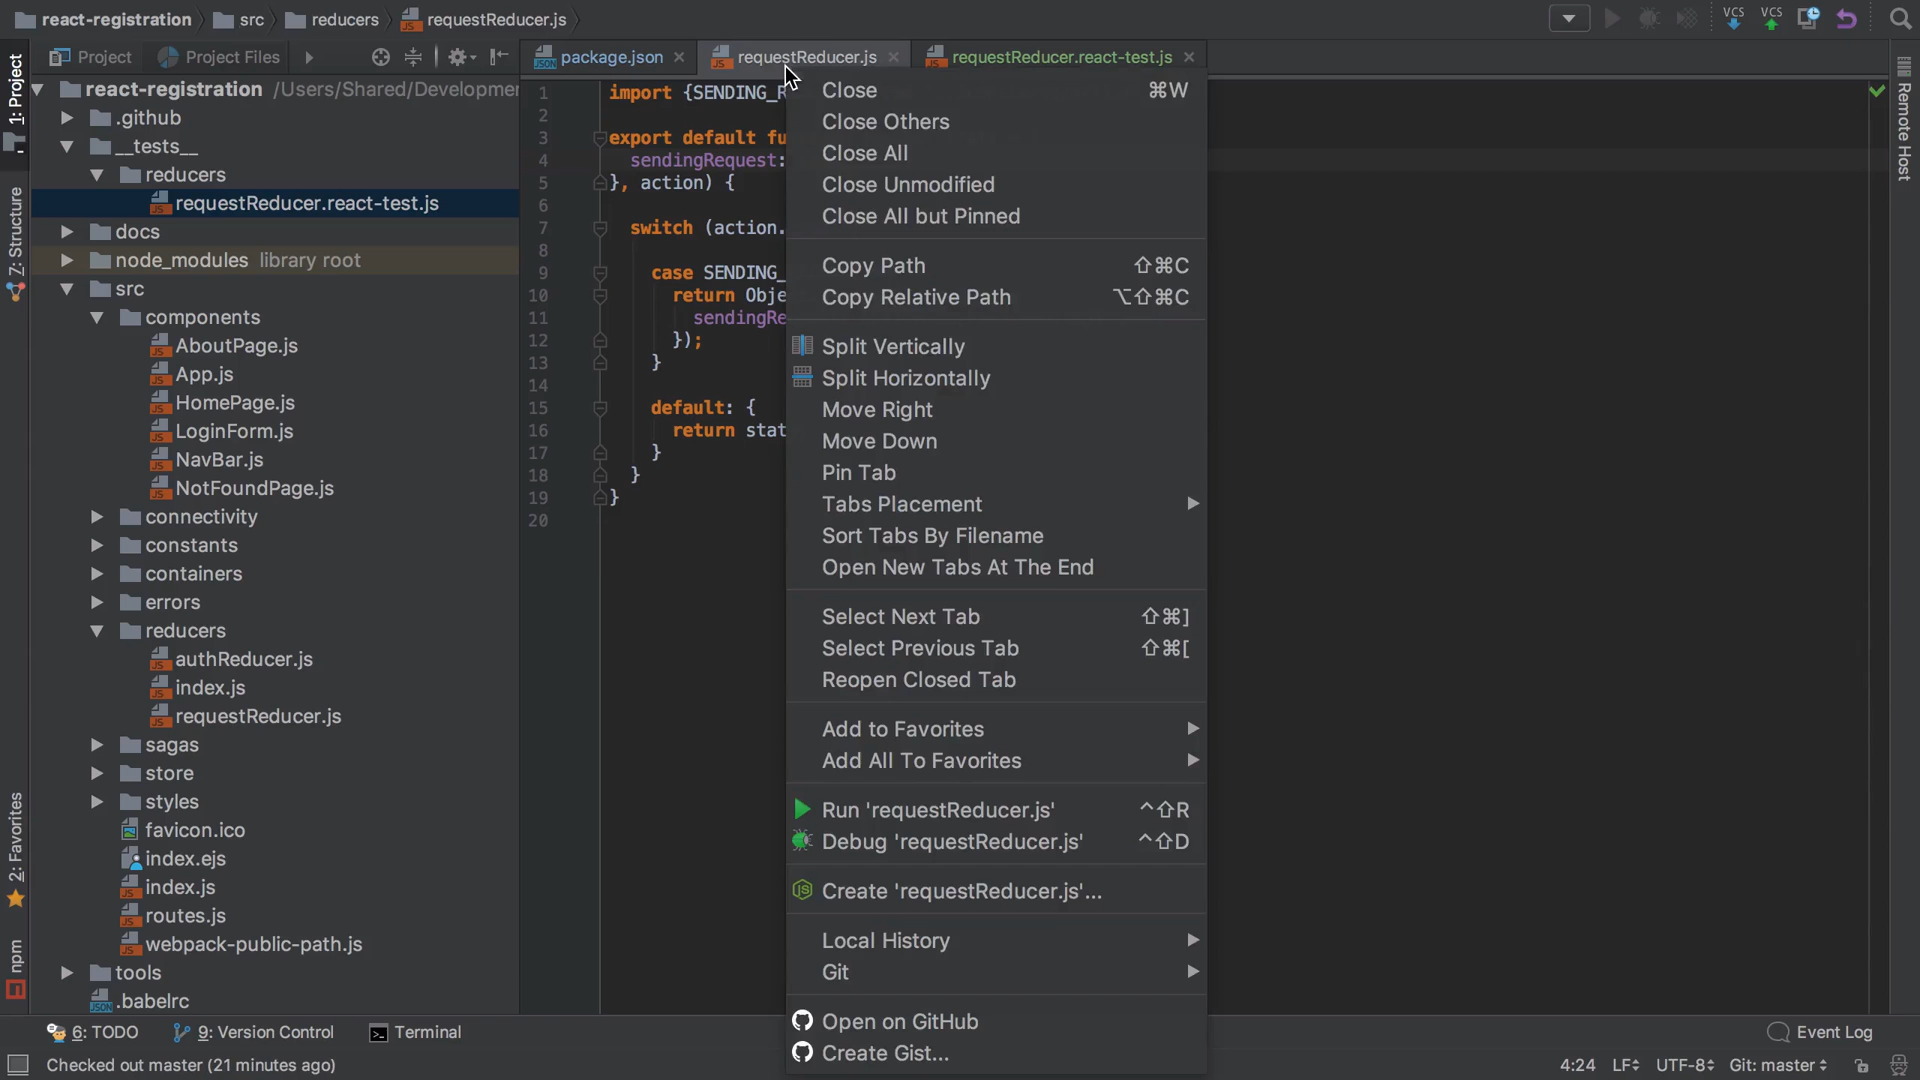 react-registration
src
reducers
requestReducer.js
VCS
VCS
1: Project
Z: Structure
2: Favorites
npm
Project
Project Files
react-registration /Users/Shared/Developmen
.github
__tests__
reducers
requestReducer.react-test.js
docs
node_modules library root
src
components
AboutPage.js
App.js
HomePage.js
LoginForm.js
NavBar.js
NotFoundPage.js
connectivity
constants
containers
errors
reducers
authReducer.js
index.js
requestReducer.js
sagas
store
styles
favicon.ico
index.ejs
index.js
routes.js
webpack-public-path.js
tools
.babelrc
package.json
requestReducer.js
requestReducer.react-test.js
1 import {SENDING_R
2
3 export default fu
4 sendingRequest:
5 }, action) {
6
7 switch (action.
8
9 case SENDING_
10 return Obje
11 sendingRe
12 });
13 }
14
15 default: {
16 return stat
17 }
18 }
19 }
20
Close ⌘W
Close Others
Close All
Close Unmodified
Close All but Pinned
Copy Path ⇧⌘C
Copy Relative Path ⌥⇧⌘C
Split Vertically
Split Horizontally
Move Right
Move Down
Pin Tab
Tabs Placement
Sort Tabs By Filename
Open New Tabs At The End
Select Next Tab ⇧⌘]
Select Previous Tab ⇧⌘[
Reopen Closed Tab
Add to Favorites
Add All To Favorites
Run 'requestReducer.js' ^⇧R
Debug 'requestReducer.js' ^⇧D
Create 'requestReducer.js'...
Local History
Git
Open on GitHub
Create Gist...
Remote Host
6: TODO
9: Version Control
Terminal
Event Log
Checked out master (21 minutes ago)
4:24
LF
UTF-8
Git: master